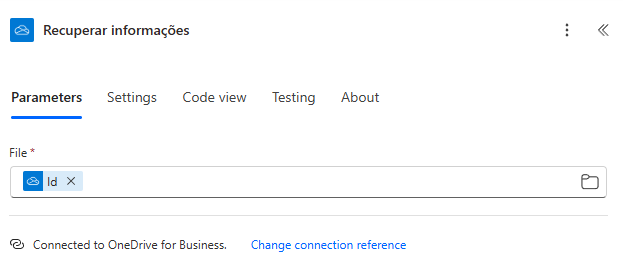 Recuperar informações
Parameters Settings Code view Testing About
File *
Id
Connected to OneDrive for Business. Change connection reference